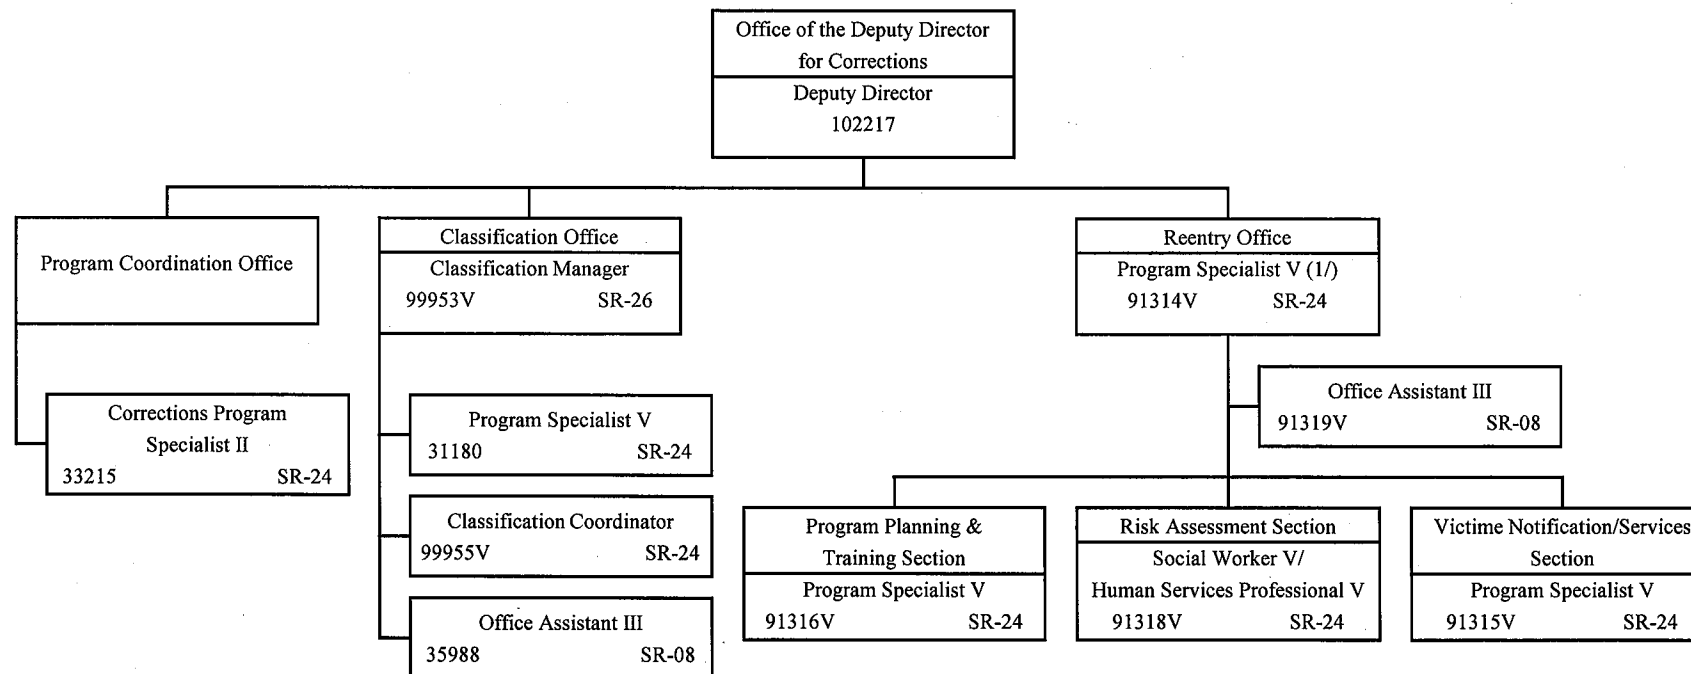 Office of the Deputy Director
for Corrections
Deputy Director
102217
Program Coordination Office
Corrections Program
Specialist II
33215 SR-24
Classification Office
Classification Manager
99953V SR-26
Program Specialist V
31180 SR-24
Classification Coordinator
99955V SR-24
Office Assistant III
35988 SR-08
Reentry Office
Program Specialist V (1/)
91314V SR-24
Office Assistant III
91319V SR-08
Program Planning &
Training Section
Program Specialist V
91316V SR-24
Risk Assessment Section
Social Worker V/
Human Services Professional V
91318V SR-24
Victime Notification/Services
Section
Program Specialist V
91315V SR-24